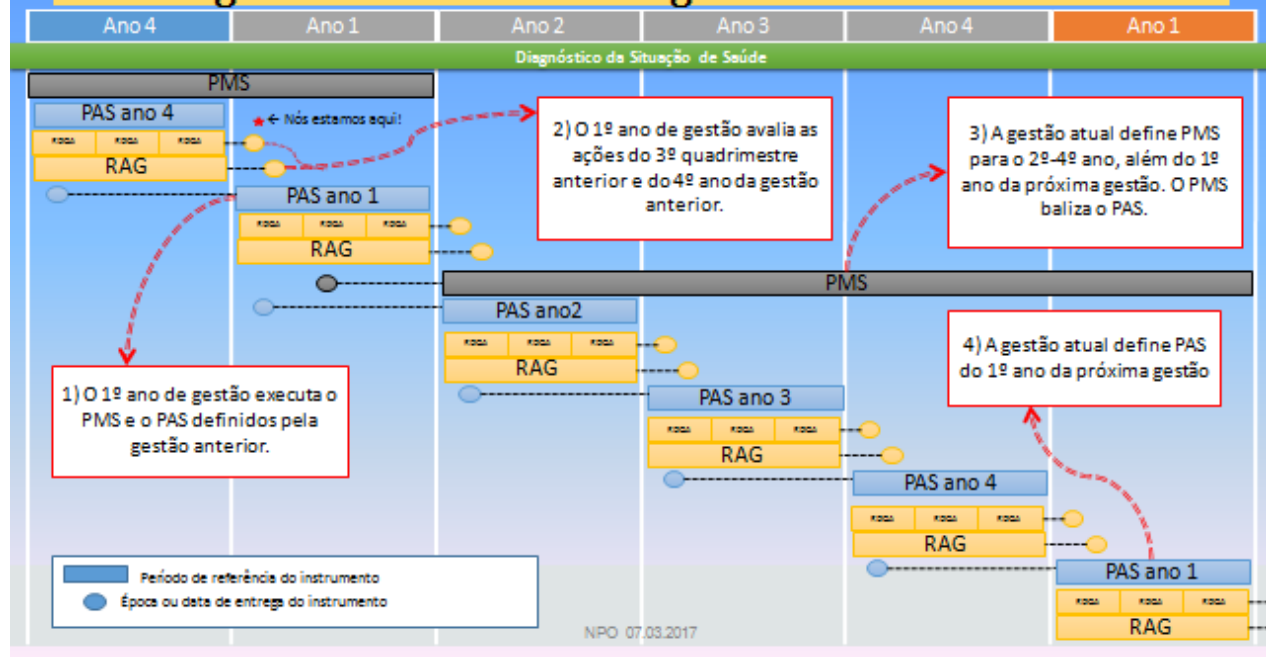 Ano 4
Ano 1
Ano 2
Ano 3
Ano 4
Ano 1
Diagnóstico da Situação de Saúde
PMS
PAS ano 4
← Nós estamos aqui!
RAG
PAS ano 1
RAG
2) O 1º ano de gestão avalia as
ações do 3º quadrimestre
anterior e do 4º ano da gestão
anterior.
3) A gestão atual define PMS
para o 2º-4º ano, além do 1º
ano da próxima gestão. O PMS
baliza o PAS.
PMS
PAS ano2
RAG
1) O 1º ano de gestão executa o
PMS e o PAS definidos pela
gestão anterior.
4) A gestão atual define PAS
do 1º ano da próxima gestão
PAS ano 3
RAG
PAS ano 4
RAG
PAS ano 1
RAG
Período de referência do instrumento
Época ou data de entrega do instrumento
NPO 07.03.2017